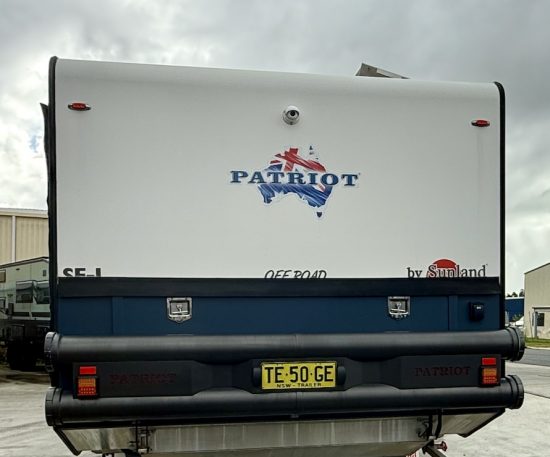 PATRIOT
SE-L
OFF ROAD
by Sunland
PATRIOT
TE·50·GE
NSW - TRAILER
PATRIOT